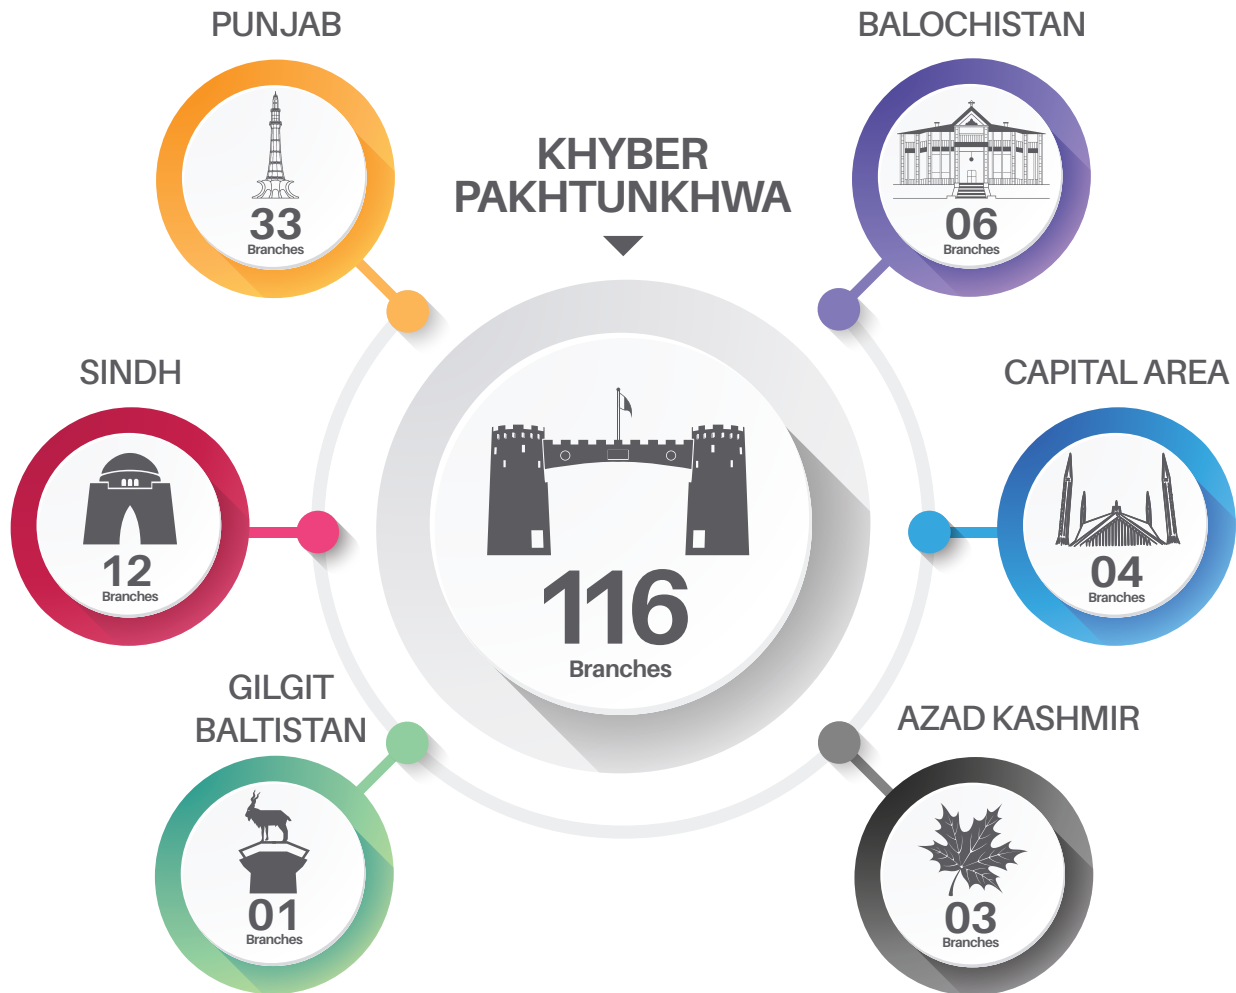 PUNJAB
33
Branches
BALOCHISTAN
06
Branches
KHYBER
PAKHTUNKHWA
116
Branches
SINDH
12
Branches
CAPITAL AREA
04
Branches
GILGIT
BALTISTAN
01
Branches
AZAD KASHMIR
03
Branches